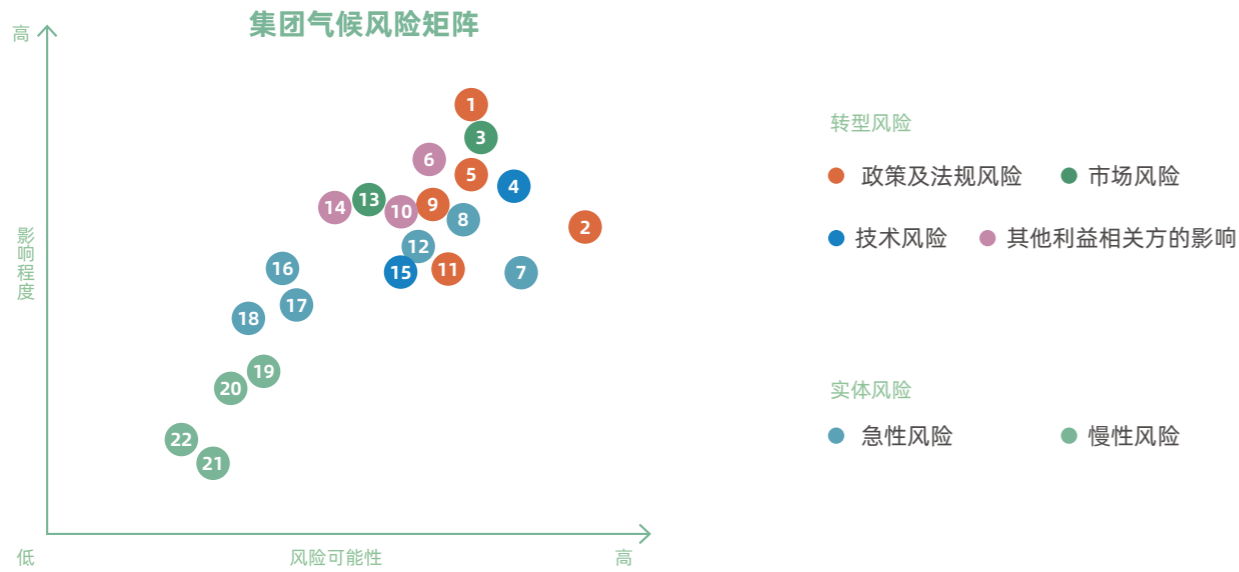 集团气候风险矩阵
高
1
3
6
5
4
13
14
10
9
8
2
12
15
11
7
16
17
18
19
20
22
21
影响程度
低
风险可能性
高
转型风险
政策及法规风险
市场风险
技术风险
其他利益相关方的影响
实体风险
急性风险
慢性风险